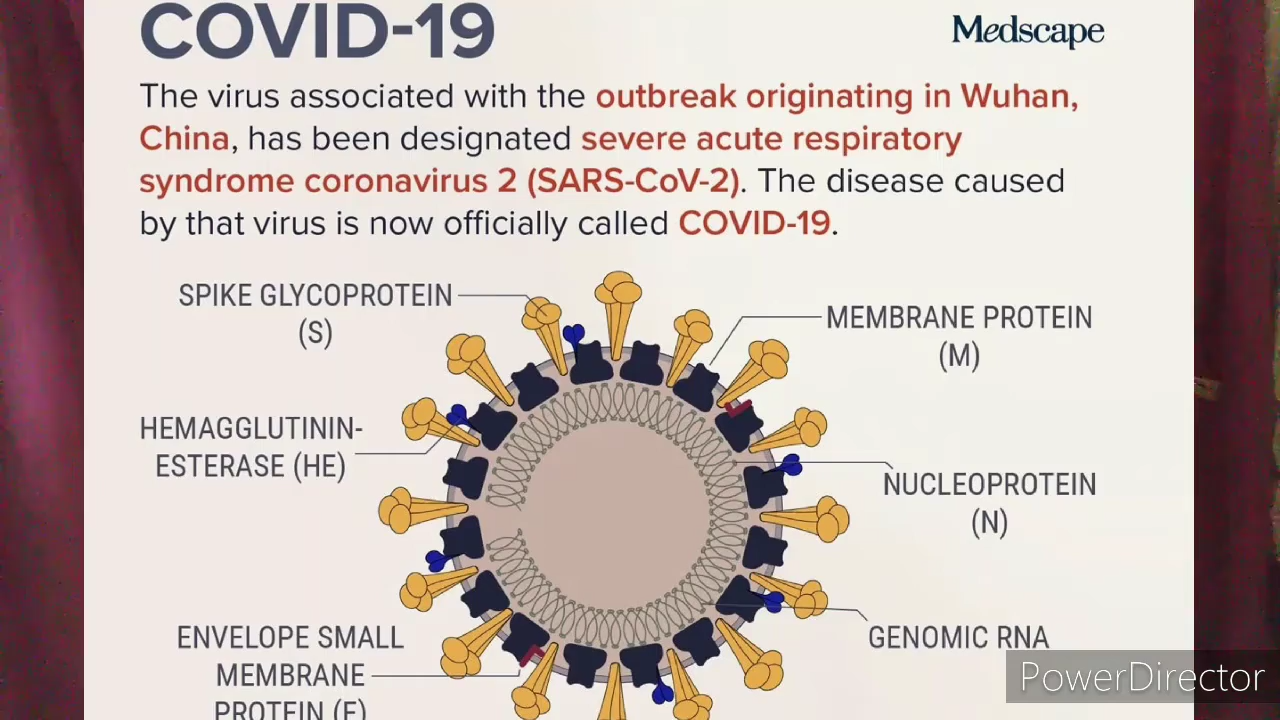 COVID-19
Medscape
The virus associated with the outbreak originating in Wuhan,
China, has been designated severe acute respiratory
syndrome coronavirus 2 (SARS-CoV-2). The disease caused
by that virus is now officially called COVID-19.
SPIKE GLYCOPROTEIN
(S)
MEMBRANE PROTEIN
(M)
HEMAGGLUTININ-
ESTERASE (HE)
NUCLEOPROTEIN
(N)
ENVELOPE SMALL
MEMBRANE
PROTEIN (E)
GENOMIC RNA
PowerDirector